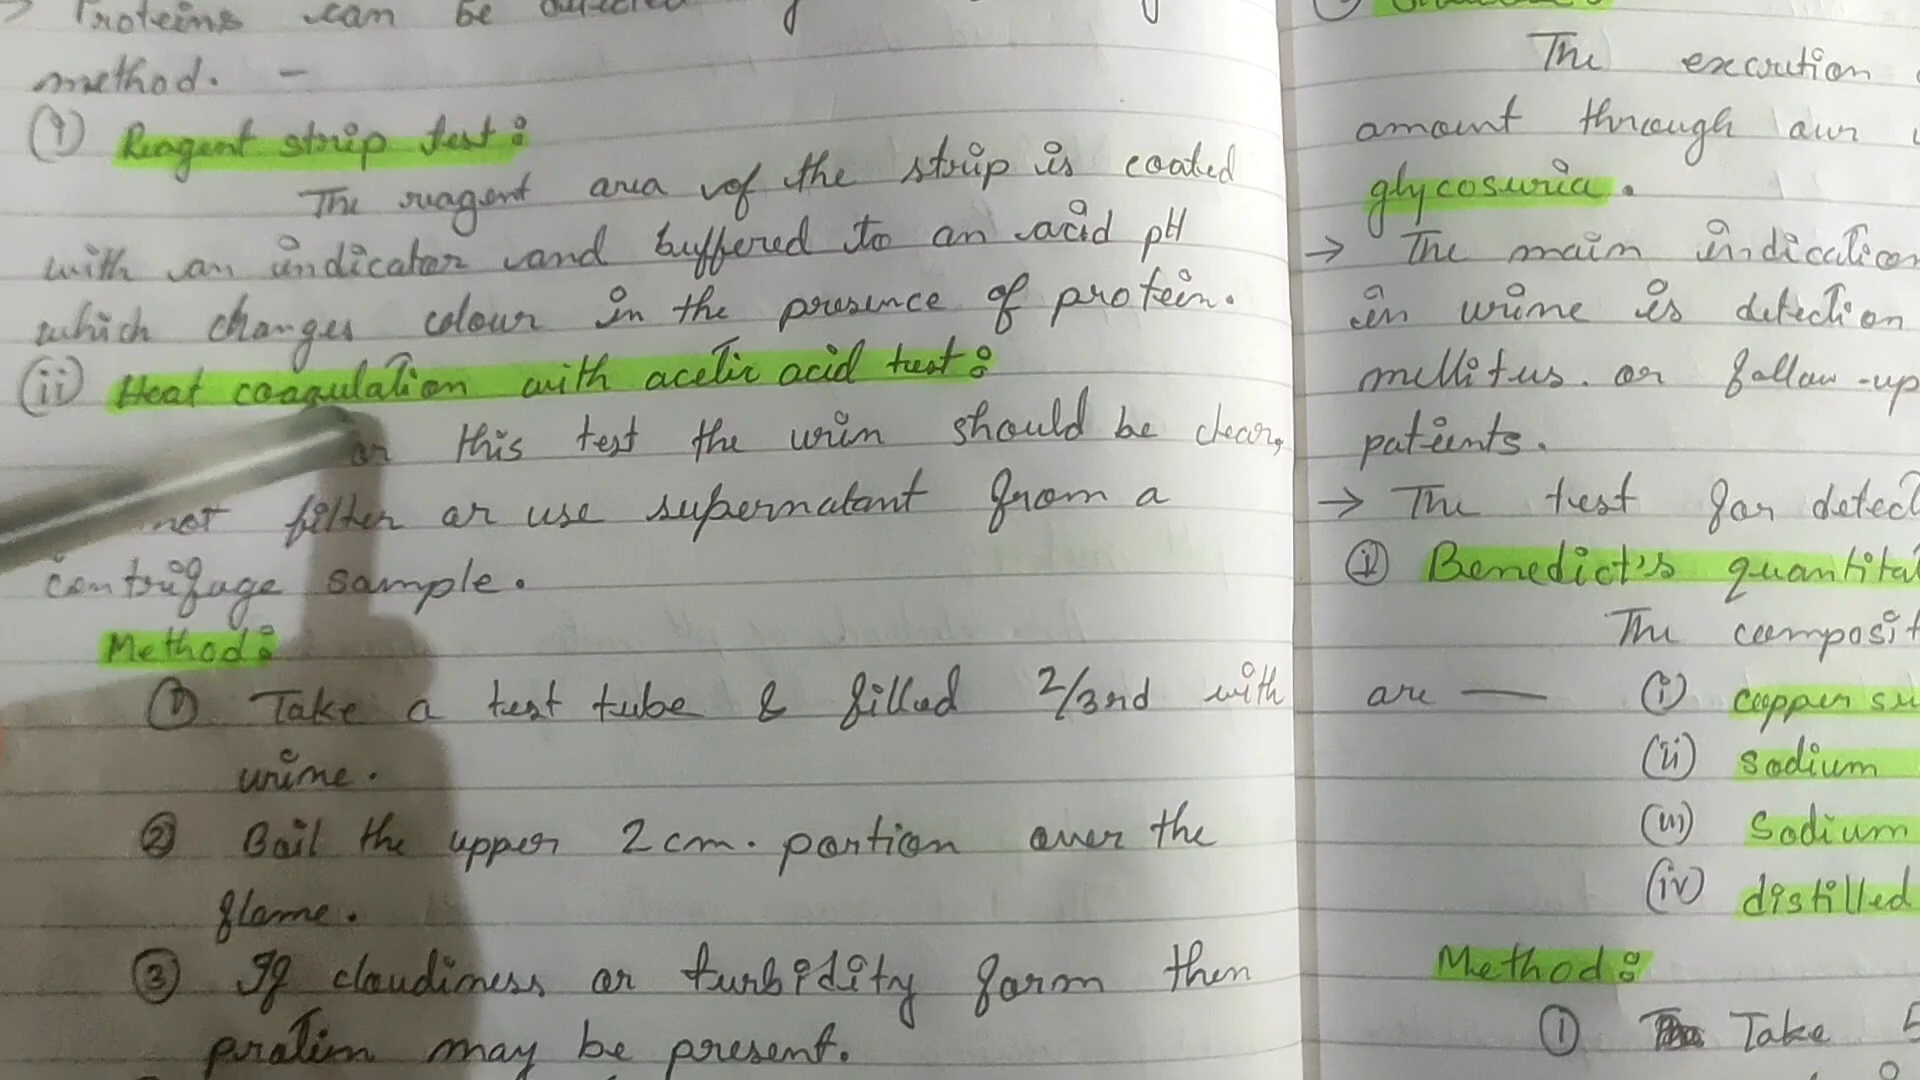 Proteins can be
method. -
(i) Reagent strip test:
The reagent area of the strip is coated
with an indicator and buffered to an acid pH
which changes colour in the presence of protein.
(ii) Heat coagulation with acetic acid test:
this test the urin should be clear,
not filter or use supernatant from a
centrifuge sample.
Method:
① Take a test tube & filled 2/3rd with
urine.
② Boil the upper 2 cm. portion over the
flame.
③ If cloudiness or turbidity form then
protein may be present.
The excretion
amount through our
glycosuria.
→ The main indication
in urine is detection
mellitus. or follow-up
patients.
→ The test for detect
① Benedict's quantita
The composit
are — (i) copper su
(ii) sodium
(iii) Sodium
(iv) distilled
Method:
① Take 5